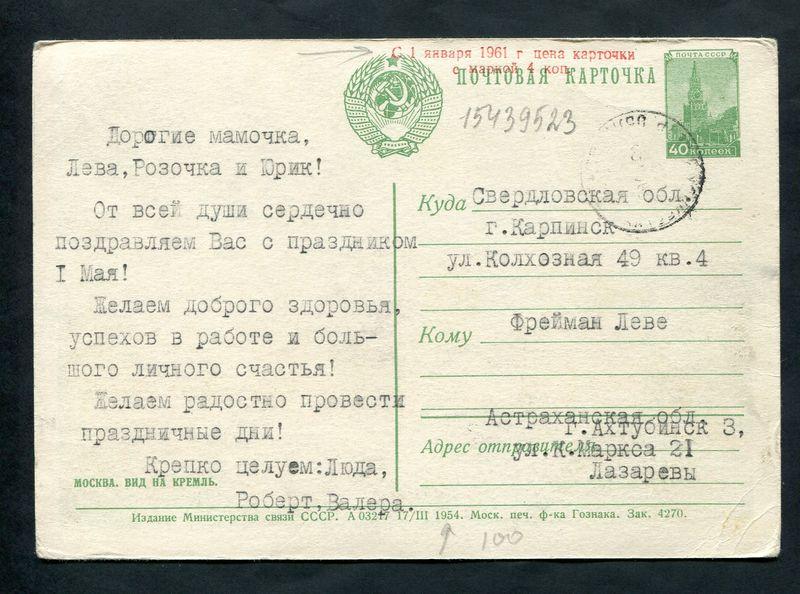 С 1 января 1961 г цена карточки
с маркой 4 коп.
ПОЧТОВАЯ КАРТОЧКА
ПОЧТА СССР
40 КОПЕЕК
15439523
Дорогие мамочка,
Лева, Розочка и Юрик!
От всей души сердечно
поздравляем Вас с праздником
I Мая!
Желаем доброго здоровья,
успехов в работе и боль-
шого личного счастья!
Желаем радостно провести
праздничные дни!
Крепко целуем: Люда,
Роберт, Валера.
МОСКВА. ВИД НА КРЕМЛЬ.
Куда Свердловская обл.
г. Карпинск
ул. Колхозная 49 кв. 4
Кому Фрейман Леве
Астраханская обл.
г. Ахтубинск 3,
Адрес отправителя ул. К. Маркса 21
Лазаревы
Издание Министерства связи СССР. А 03217 17/III 1954. Моск. печ. ф-ка Гознака. Зак. 4270.
100